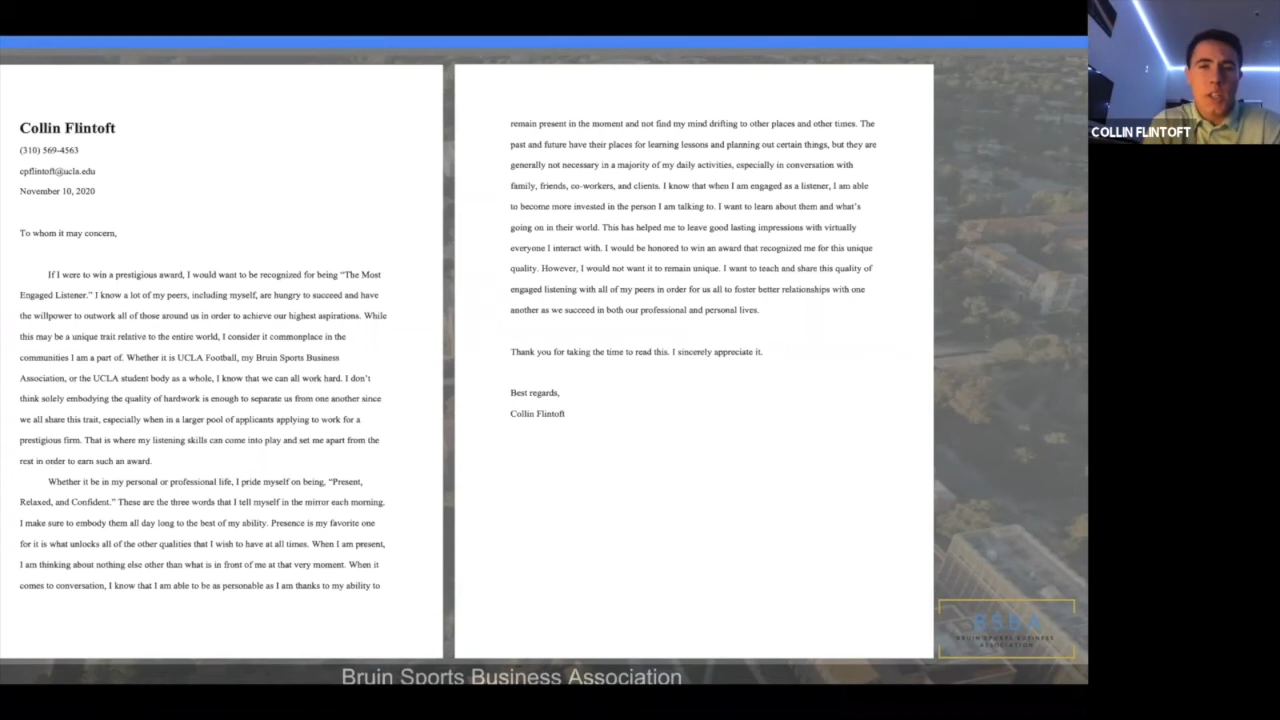 Collin Flintoft
(310) 569-4563
cpflintoft@ucla.edu
November 10, 2020
To whom it may concern,
If I were to win a prestigious award, I would want to be recognized for being “The Most
Engaged Listener.” I know a lot of my peers, including myself, are hungry to succeed and have
the willpower to outwork all of those around us in order to achieve our highest aspirations. While
this may be a unique trait relative to the entire world, I consider it commonplace in the
communities I am a part of. Whether it is UCLA Football, my Bruin Sports Business
Association, or the UCLA student body as a whole, I know that we can all work hard. I don’t
think solely embodying the quality of hardwork is enough to separate us from one another since
we all share this trait, especially when in a larger pool of applicants applying to work for a
prestigious firm. That is where my listening skills can come into play and set me apart from the
rest in order to earn such an award.
Whether it be in my personal or professional life, I pride myself on being, “Present,
Relaxed, and Confident.” These are the three words that I tell myself in the mirror each morning.
I make sure to embody them all day long to the best of my ability. Presence is my favorite one
for it is what unlocks all of the other qualities that I wish to have at all times. When I am present,
I am thinking about nothing else other than what is in front of me at that very moment. When it
comes to conversation, I know that I am able to be as personable as I am thanks to my ability to
remain present in the moment and not find my mind drifting to other places and other times. The
past and future have their places for learning lessons and planning out certain things, but they are
generally not necessary in a majority of my daily activities, especially in conversation with
family, friends, co-workers, and clients. I know that when I am engaged as a listener, I am able
to become more invested in the person I am talking to. I want to learn about them and what’s
going on in their world. This has helped me to leave good lasting impressions with virtually
everyone I interact with. I would be honored to win an award that recognized me for this unique
quality. However, I would not want it to remain unique. I want to teach and share this quality of
engaged listening with all of my peers in order for us all to foster better relationships with one
another as we succeed in both our professional and personal lives.
Thank you for taking the time to read this. I sincerely appreciate it.
Best regards,
Collin Flintoft
COLLIN FLINTOFT
BSBA
BRUIN SPORTS BUSINESS
ASSOCIATION
Bruin Sports Business Association